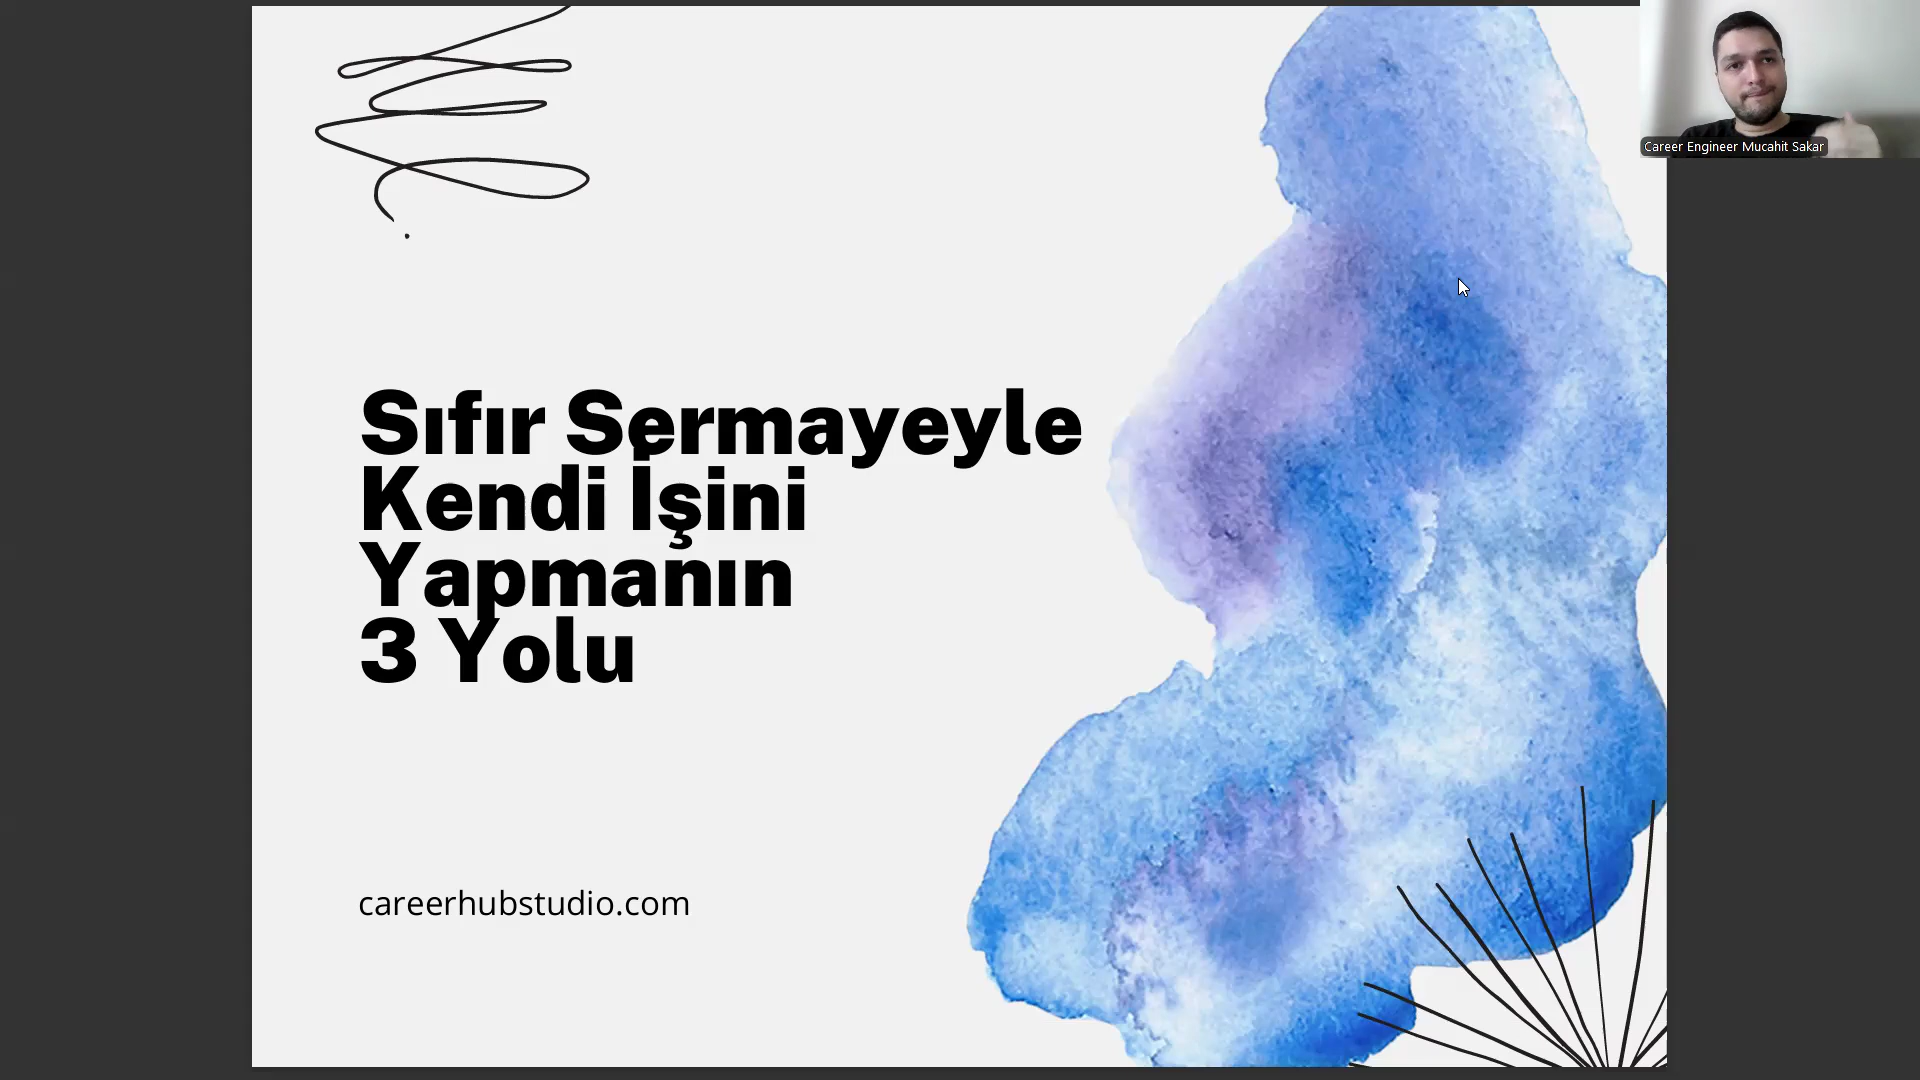 Career Engineer Mucahit Sakar
Sıfır Sermayeyle
Kendi İşini
Yapmanın
3 Yolu
careerhubstudio.com